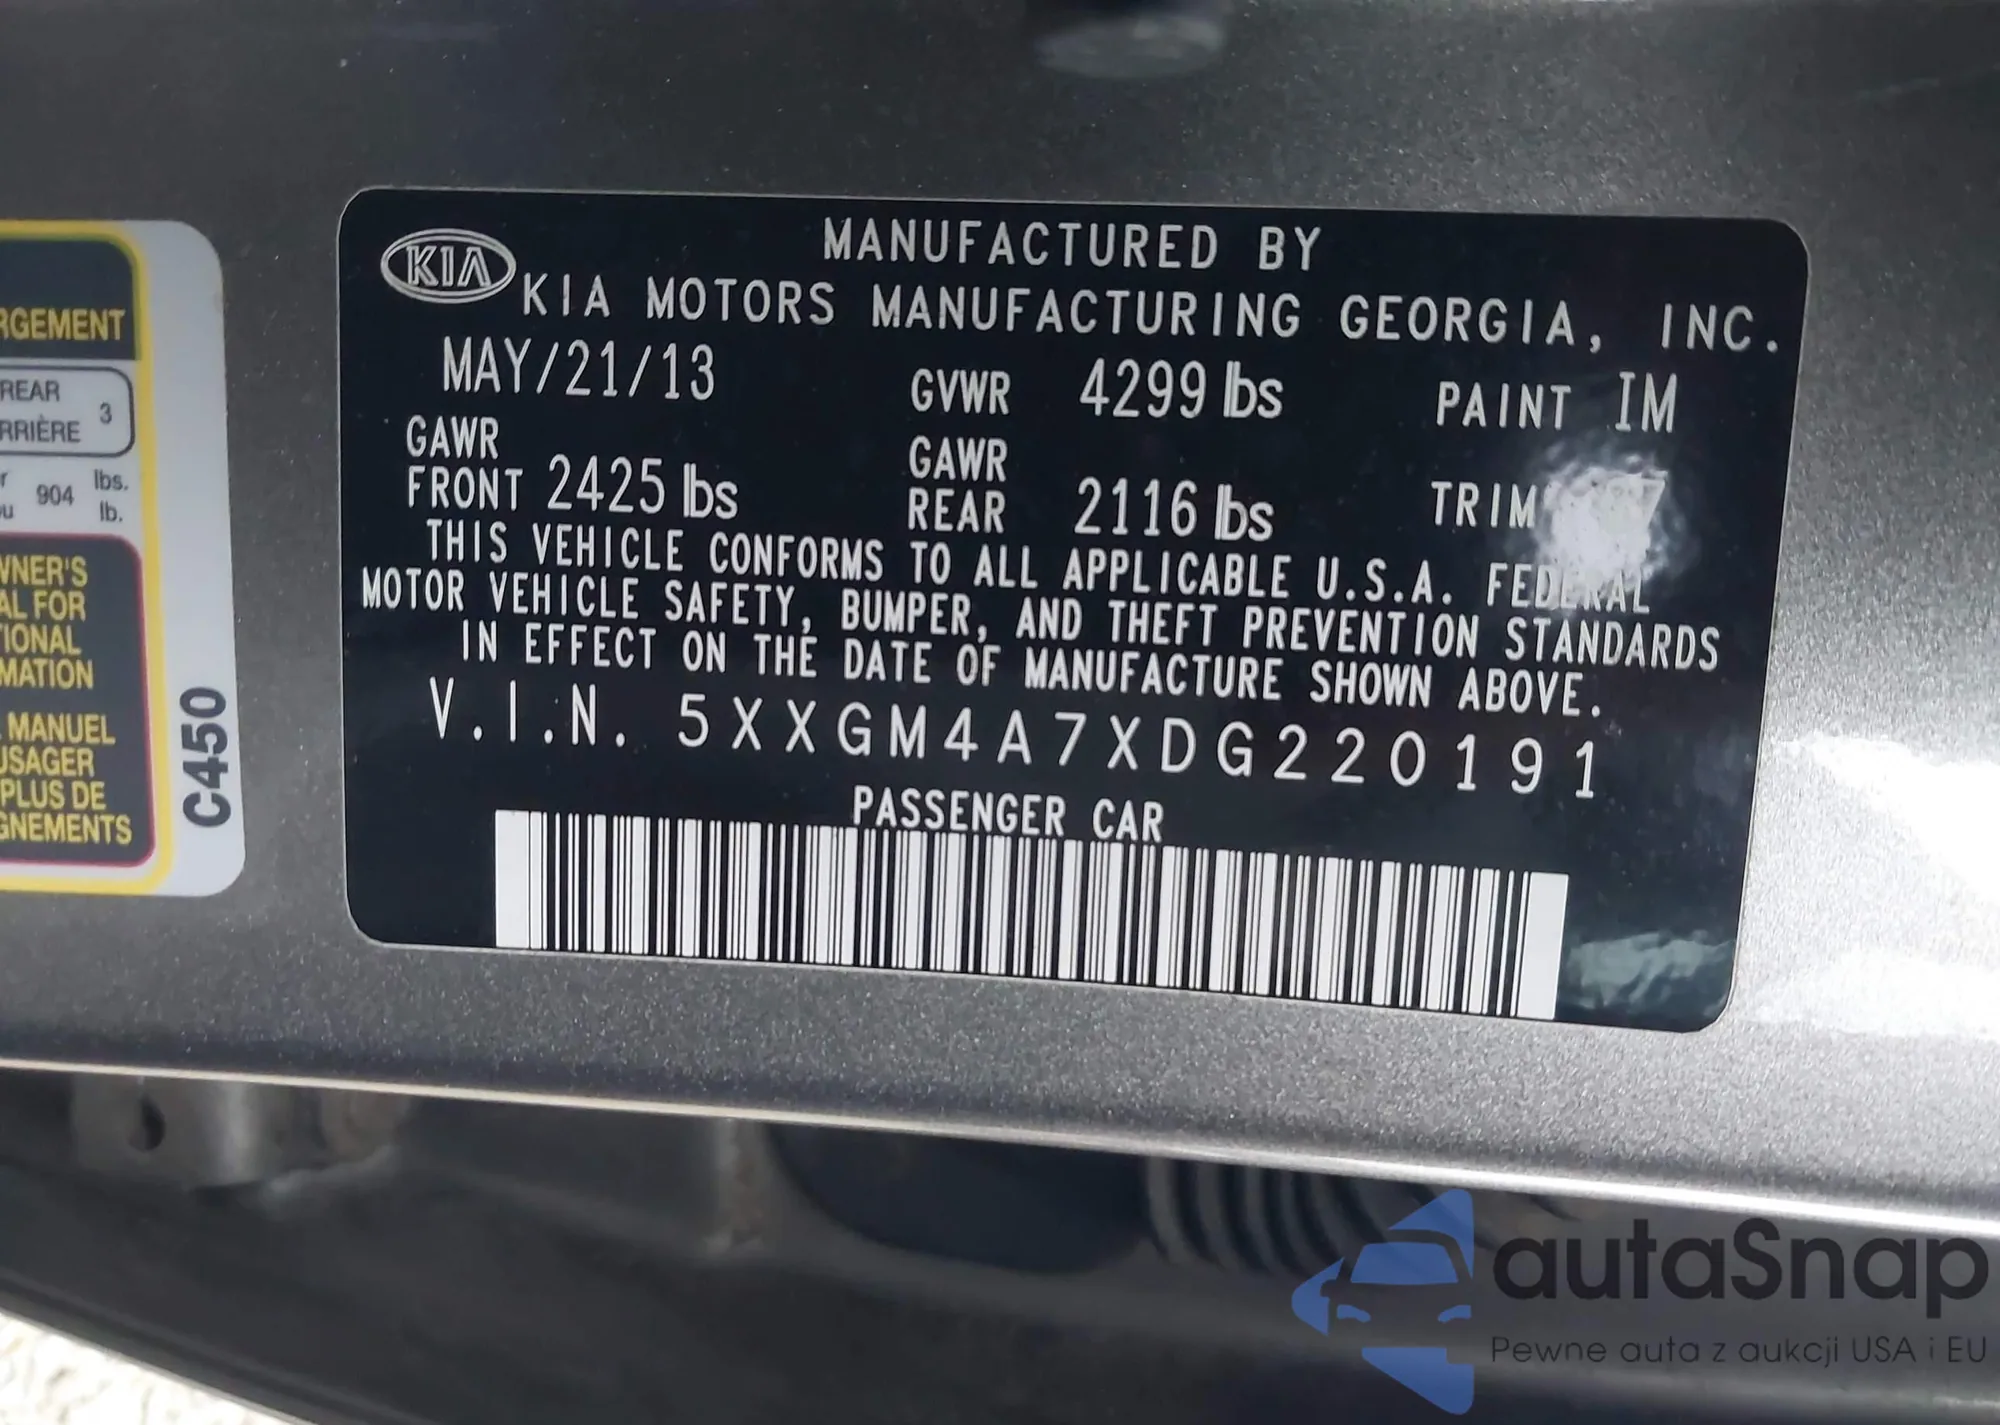 RGEMENT
REAR
RRIÈRE
3
904
lbs.
lb.
WNER'S
AL FOR
TIONAL
MATION
MANUEL
USAGER
PLUS DE
GNEMENTS
C450
KIA
MANUFACTURED BY
KIA MOTORS MANUFACTURING GEORGIA, INC.
MAY/21/13
GVWR 4299 lbs
PAINT IM
GAWR
FRONT 2425 lbs
GAWR
REAR 2116 lbs
TRIM
THIS VEHICLE CONFORMS TO ALL APPLICABLE U.S.A. FEDERAL
MOTOR VEHICLE SAFETY, BUMPER, AND THEFT PREVENTION STANDARDS
IN EFFECT ON THE DATE OF MANUFACTURE SHOWN ABOVE.
V.I.N. 5XXGM4A7XDG220191
PASSENGER CAR
autaSnap
Pewne auta z aukcji USA i EU